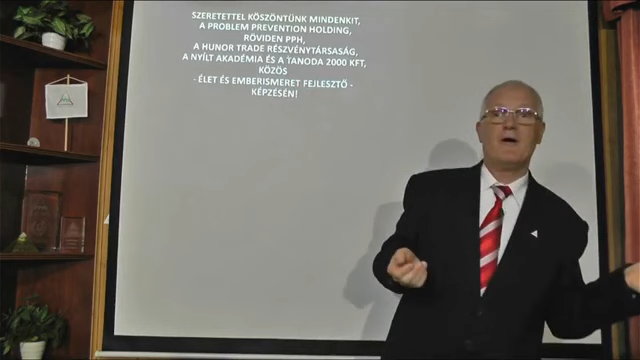 SZERETETTEL KÖSZÖNTÜNK MINDENKIT,
A PROBLEM PREVENTION HOLDING,
RÖVIDEN PPH,
A HUNOR TRADE RÉSZVÉNYTÁRSASÁG,
A NYÍLT AKADÉMIA ÉS A TANODA 2000 KFT,
KÖZÖS
- ÉLET ÉS EMBERISMERET FEJLESZTŐ -
KÉPZÉSÉN!